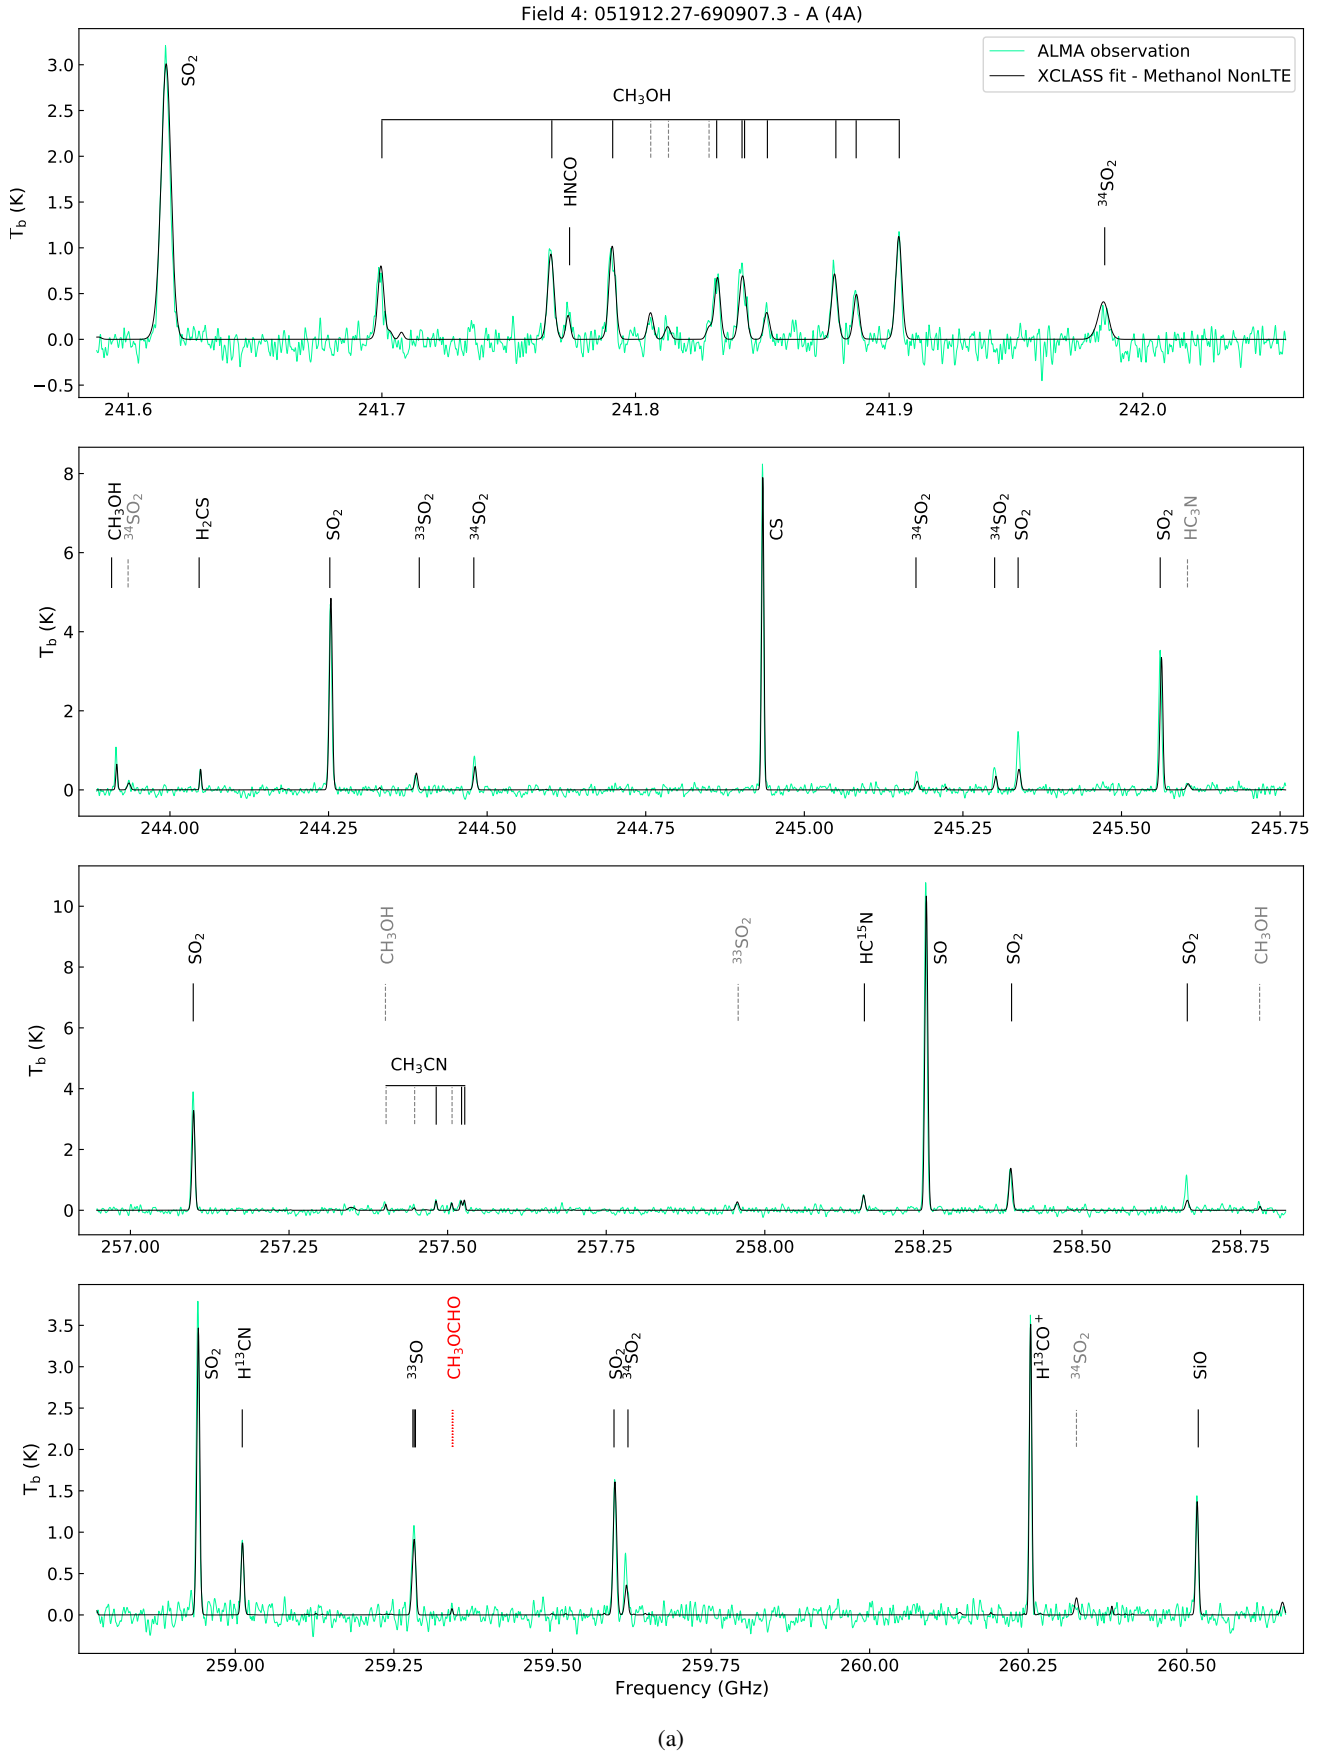 Field 4: 051912.27-690907.3 - A (4A)
ALMA observation
XCLASS fit - Methanol NonLTE
SO₂
CH₃OH
HNCO
³⁴SO₂
T_b (K)
3.0
2.5
2.0
1.5
1.0
0.5
0.0
−0.5
241.6 241.7 241.8 241.9 242.0
CH₃OH ³⁴SO₂ H₂CS SO₂ ³³SO₂ ³⁴SO₂ CS ³⁴SO₂ ³⁴SO₂ SO₂ SO₂ HC₃N
T_b (K)
8
6
4
2
0
244.00 244.25 244.50 244.75 245.00 245.25 245.50 245.75
SO₂ CH₃OH ³³SO₂ HC¹⁵N SO SO₂ SO₂ CH₃OH
CH₃CN
T_b (K)
10
8
6
4
2
0
257.00 257.25 257.50 257.75 258.00 258.25 258.50 258.75
SO₂ H¹³CN ³³SO CH₃OCHO SO₂ ³⁴SO₂ H¹³CO⁺ ³⁴SO₂ SiO
T_b (K)
3.5
3.0
2.5
2.0
1.5
1.0
0.5
0.0
259.00 259.25 259.50 259.75 260.00 260.25 260.50
Frequency (GHz)
(a)